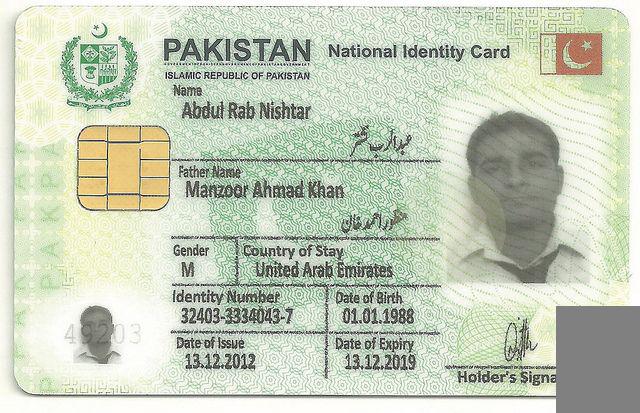 PAKISTAN National Identity Card
ISLAMIC REPUBLIC OF PAKISTAN
Name
Abdul Rab Nishtar
عبدالرب نشتر
Father Name
Manzoor Ahmad Khan
منظور احمد خان
Gender Country of Stay
M United Arab Emirates
Identity Number Date of Birth
32403-3334043-7 01.01.1988
Date of Issue Date of Expiry
13.12.2012 13.12.2019
49203
Holder's Signa